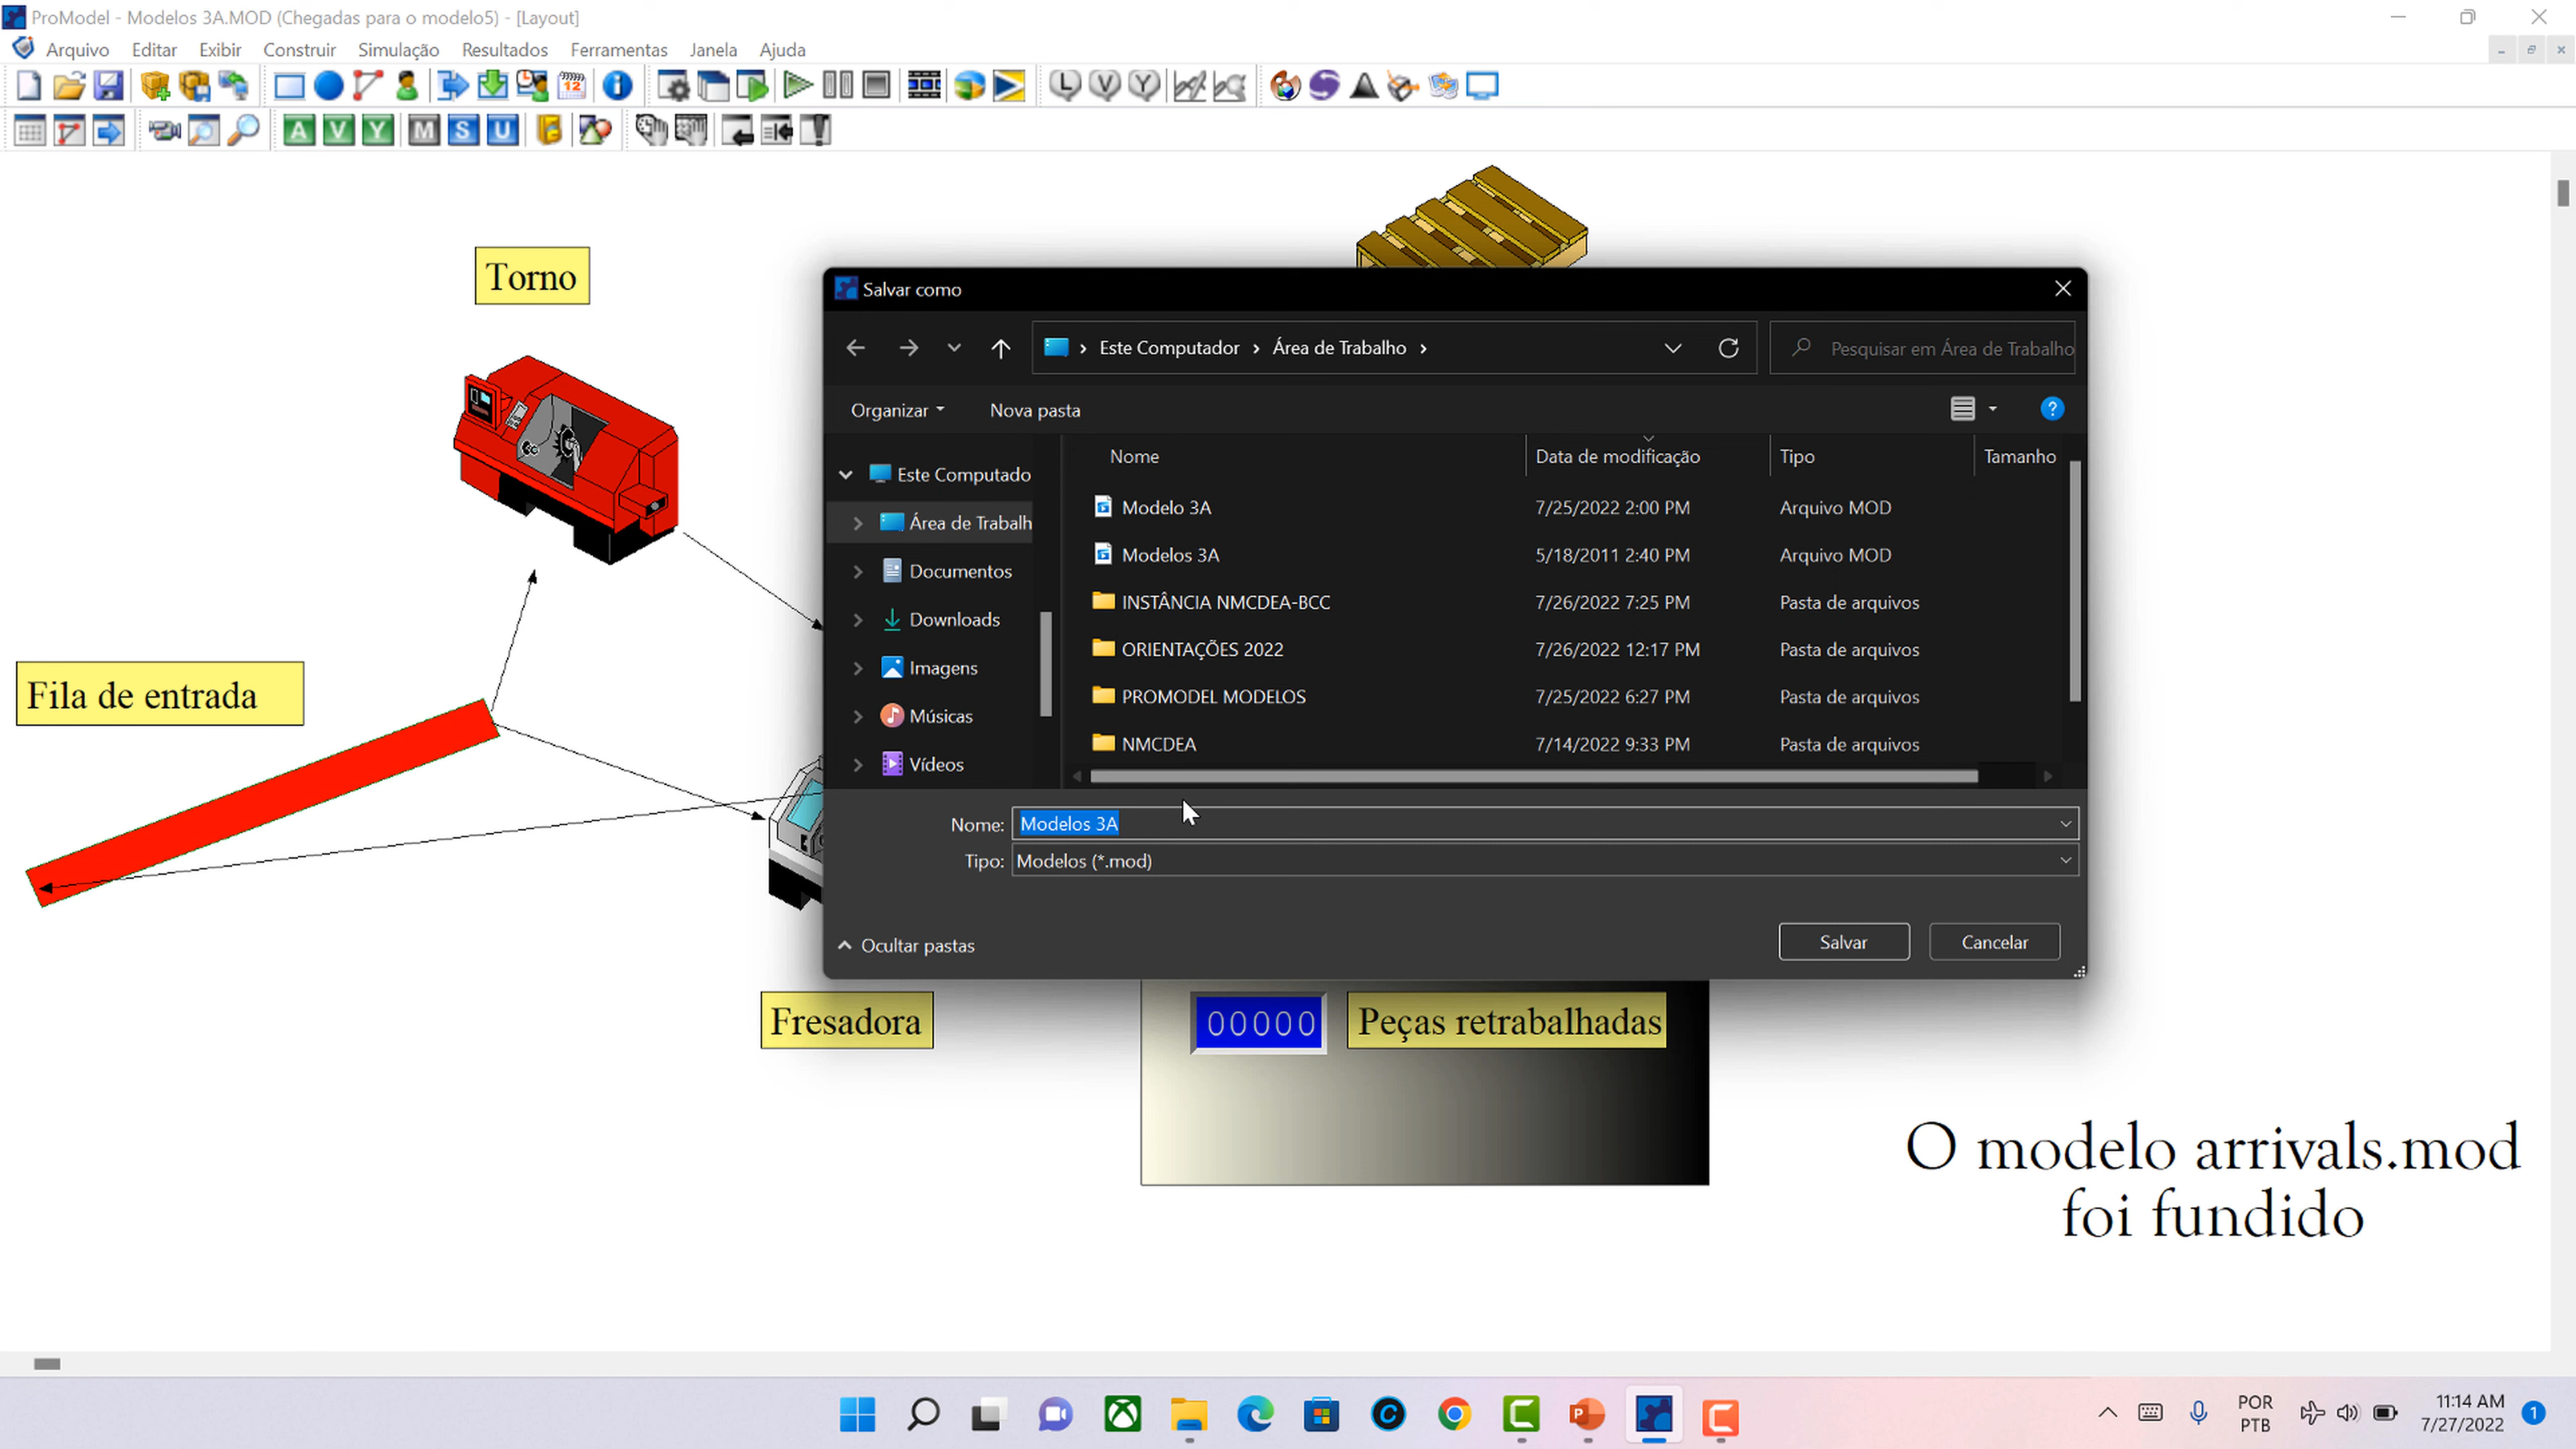 ProModel - Modelos 3A.MOD (Chegadas para o modelo5) - [Layout]
Arquivo Editar Exibir Construir Simulação Resultados Ferramentas Janela Ajuda
12
L V Y
A V Y M S U
Torno
Fila de entrada
Salvar como
Este Computador > Área de Trabalho >
Pesquisar em Área de Trabalho
Organizar Nova pasta
Este Computado
Área de Trabalh
Documentos
Downloads
Imagens
Músicas
Vídeos
Nome Data de modificação Tipo Tamanho
Modelo 3A 7/25/2022 2:00 PM Arquivo MOD
Modelos 3A 5/18/2011 2:40 PM Arquivo MOD
INSTÂNCIA NMCDEA-BCC 7/26/2022 7:25 PM Pasta de arquivos
ORIENTAÇÕES 2022 7/26/2022 12:17 PM Pasta de arquivos
PROMODEL MODELOS 7/25/2022 6:27 PM Pasta de arquivos
NMCDEA 7/14/2022 9:33 PM Pasta de arquivos
Nome: Modelos 3A
Tipo: Modelos (*.mod)
Ocultar pastas
Salvar Cancelar
Fresadora
00000 Peças retrabalhadas
O modelo arrivals.mod
foi fundido
POR
PTB
11:14 AM
7/27/2022
1